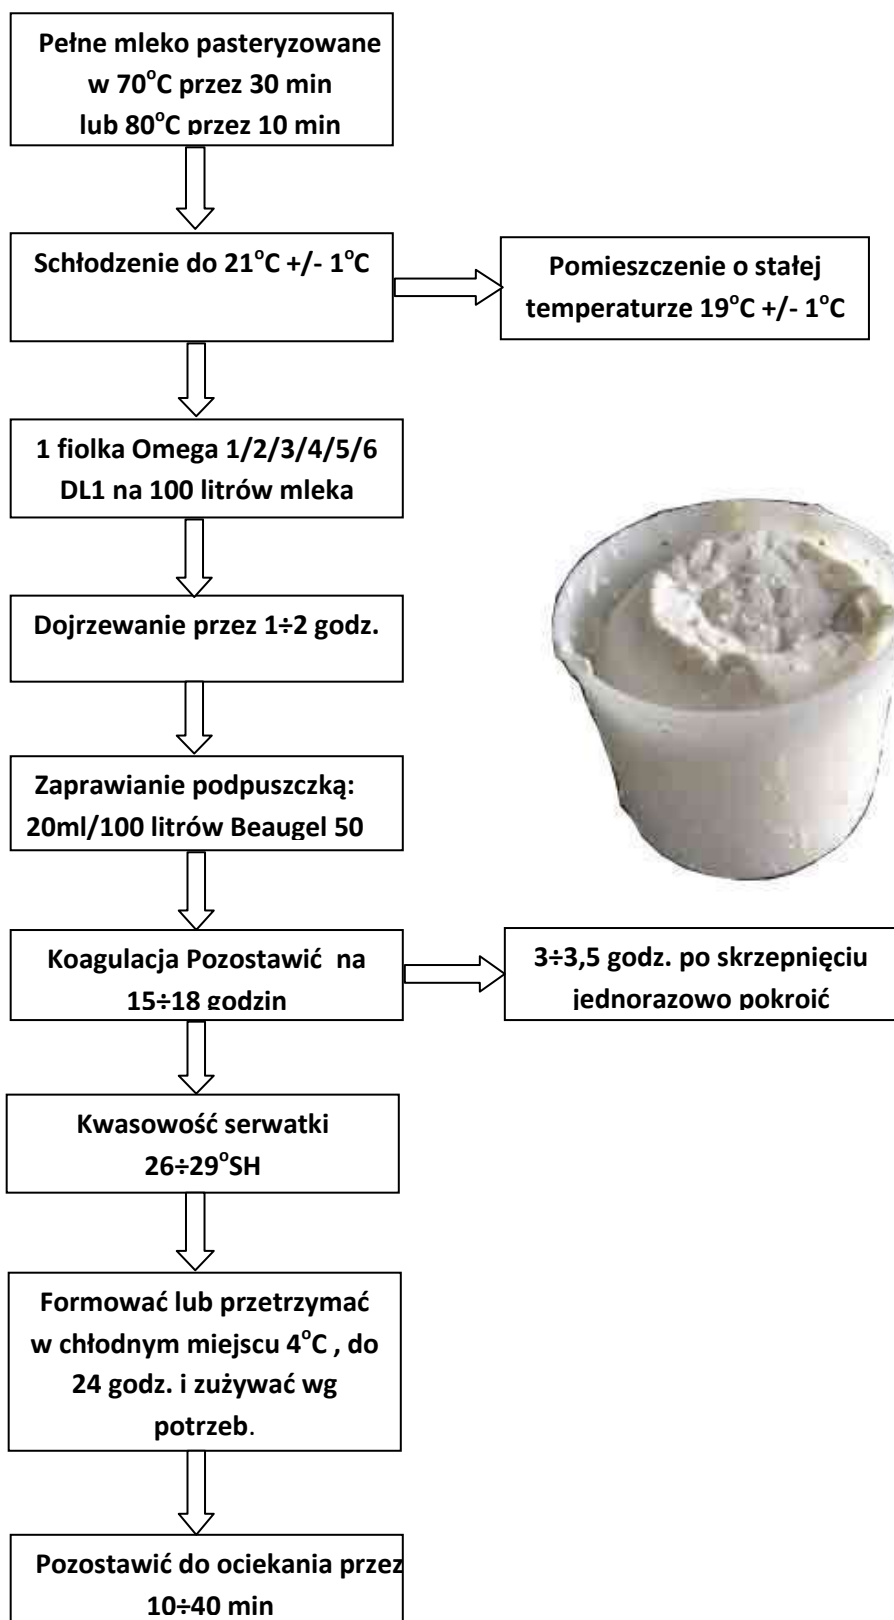 Pełne mleko pasteryzowane
w 70°C przez 30 min
lub 80°C przez 10 min
Schłodzenie do 21°C +/- 1°C
Pomieszczenie o stałej
temperaturze 19°C +/- 1°C
1 fiolka Omega 1/2/3/4/5/6
DL1 na 100 litrów mleka
Dojrzewanie przez 1÷2 godz.
Zaprawianie podpuszczką:
20ml/100 litrów Beaugel 50
Koagulacja Pozostawić na
15÷18 godzin
3÷3,5 godz. po skrzepnięciu
jednorazowo pokroić
Kwasowość serwatki
26÷29°SH
Formować lub przetrzymać
w chłodnym miejscu 4°C , do
24 godz. i zużywać wg
potrzeb.
Pozostawić do ociekania przez
10÷40 min